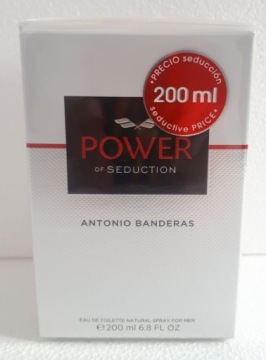 • PRECIO seducción •
200 ml
seductive PRICE!
POWER
OF SEDUCTION
ANTONIO BANDERAS
EAU DE TOILETTE NATURAL SPRAY FOR MEN
℮ 200 ml 6.8 FL OZ